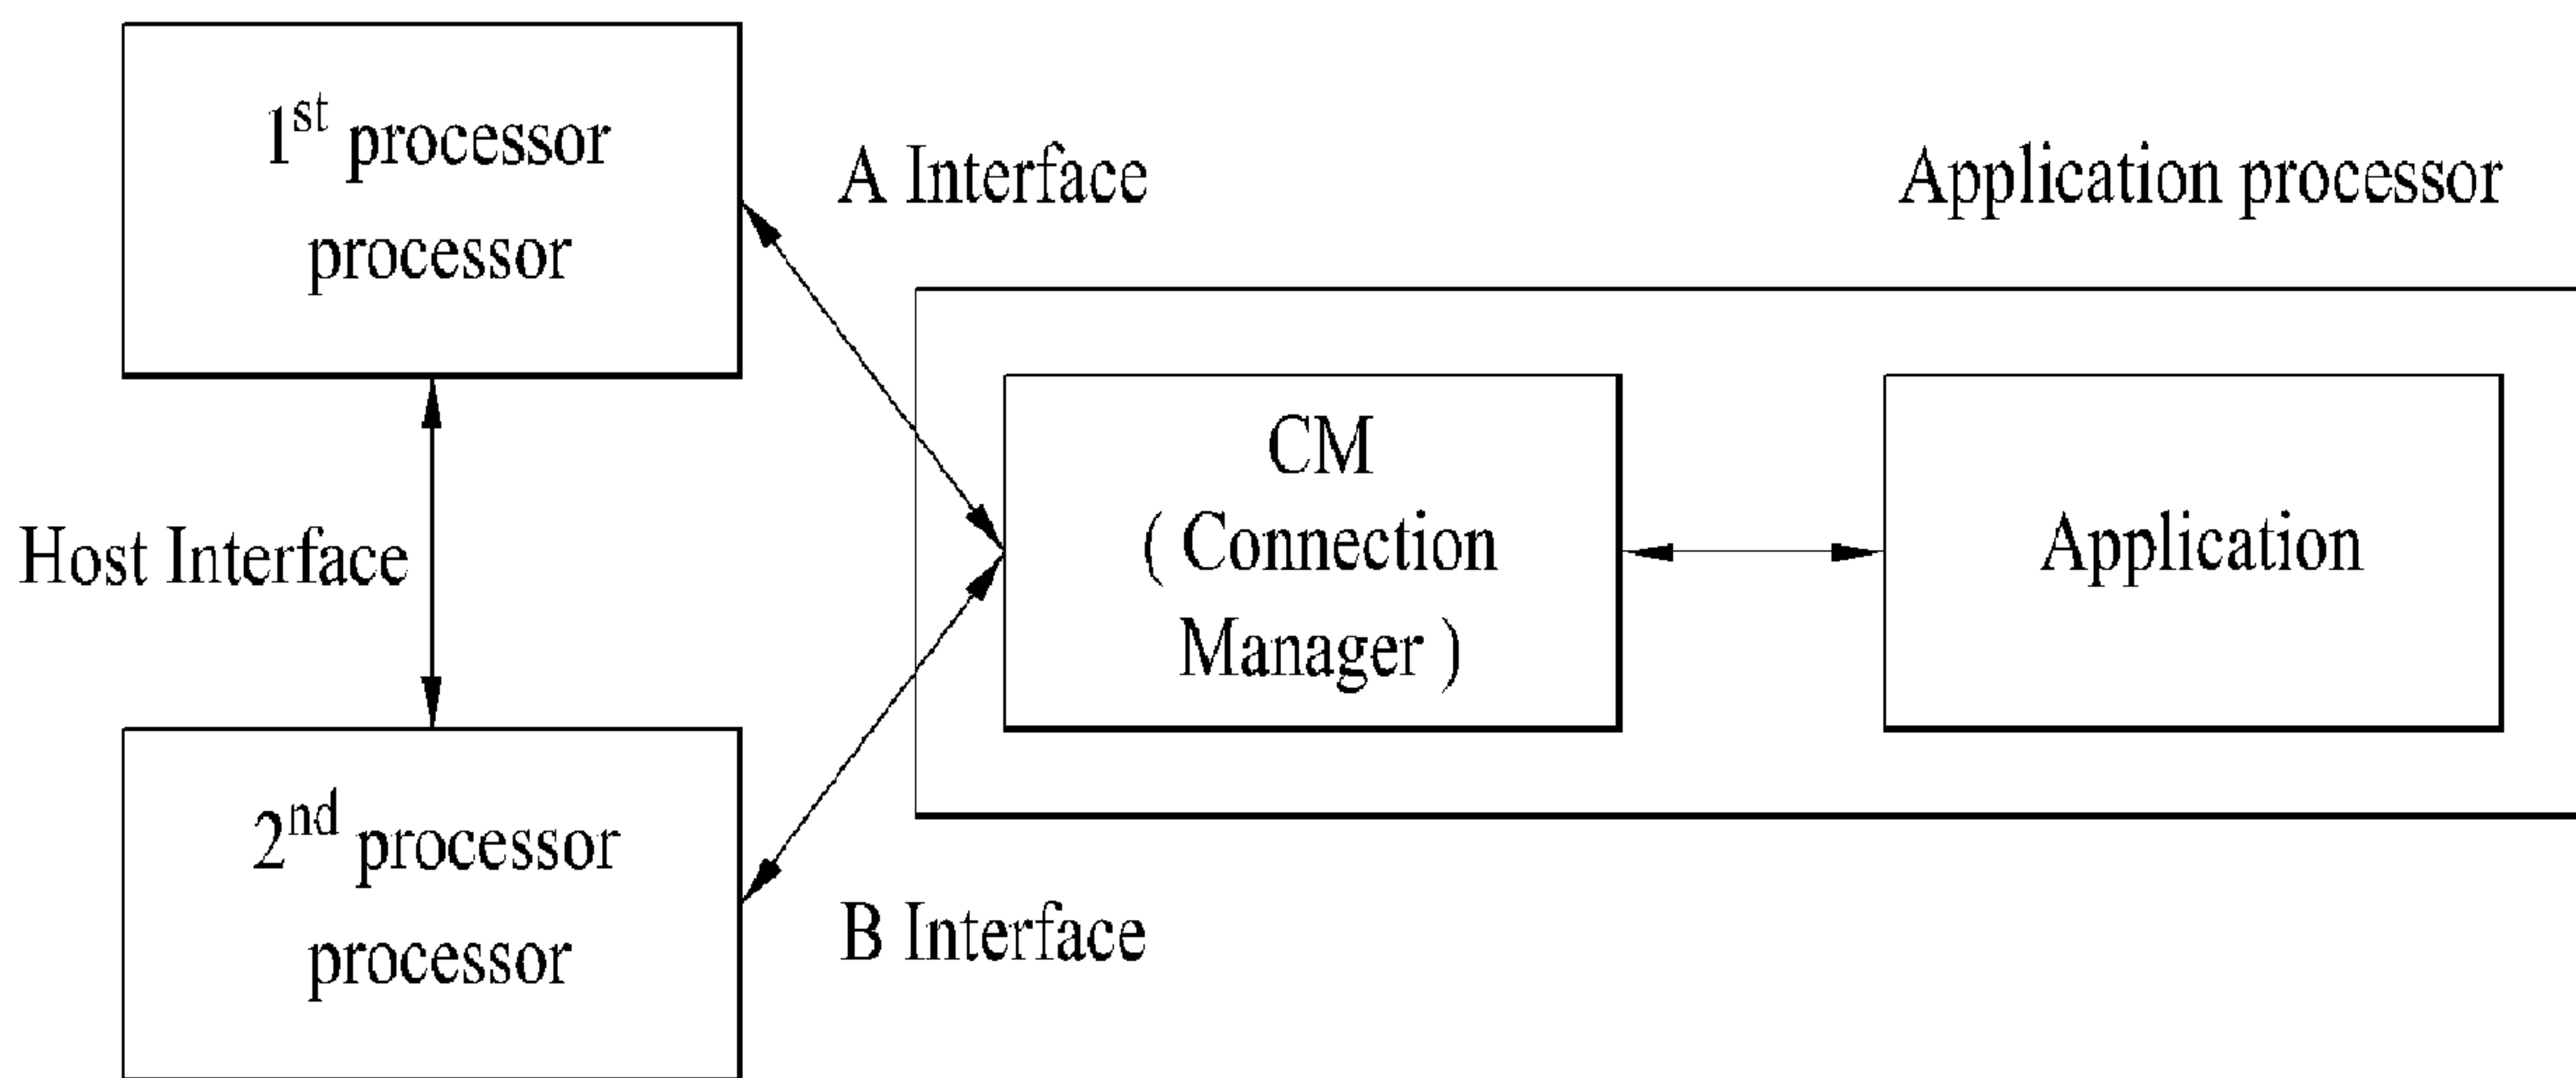 1st processor
processor
A Interface
Application processor
CM
( Connection
Manager )
Application
Host Interface
2nd processor
processor
B Interface